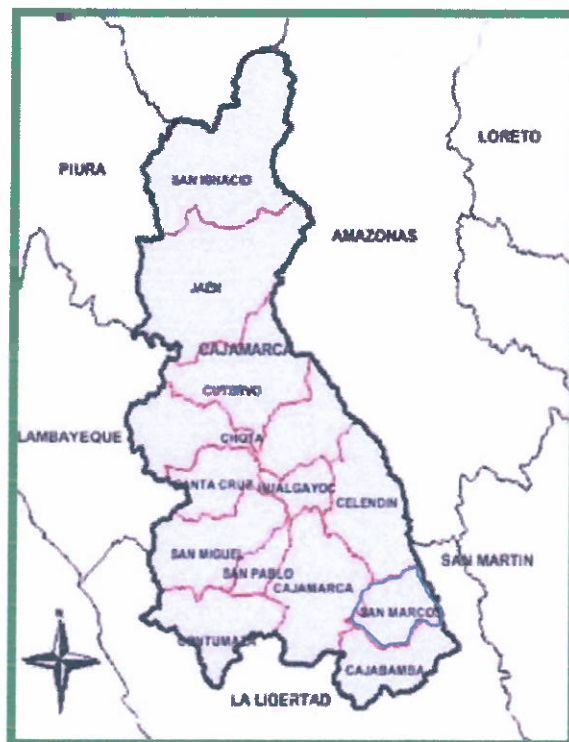 LORETO
PIURA
SAN IGNACIO
AMAZONAS
JAEN
CAJAMARCA
CUTERVO
LAMBAYEQUE
CHOTA
SANTA CRUZ
HUALGAYOC
CELENDIN
SAN MIGUEL
SAN MARTIN
SAN PABLO
CAJAMARCA
SAN MARCOS
N
CONTUMAZA
CAJABAMBA
LA LIBERTAD